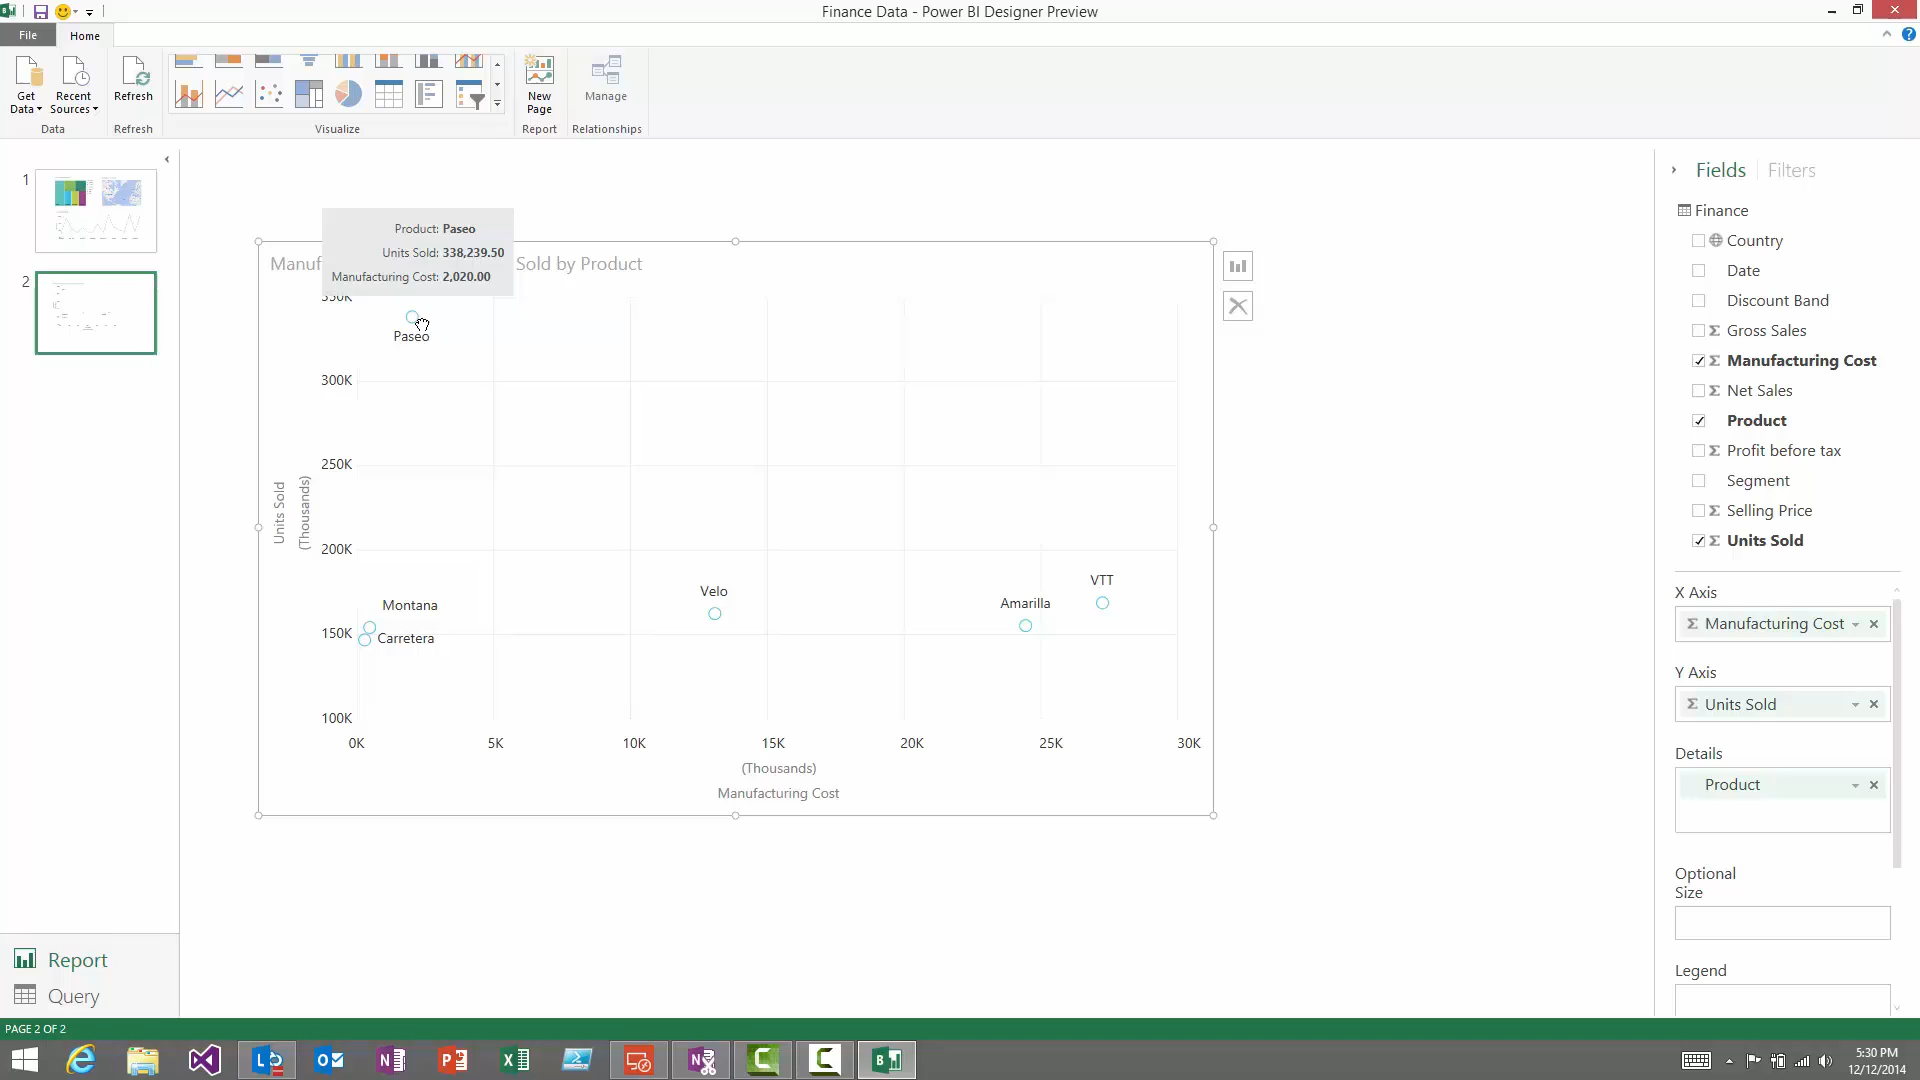 Finance Data - Power BI Designer Preview
File
Home
Get Data
Recent Sources
Refresh
New Page
Manage
Data
Refresh
Visualize
Report
Relationships
1
2
Product: Paseo
Units Sold: 338,239.50
Manufacturing Cost: 2,020.00
Manuf
Sold by Product
350K
Paseo
300K
250K
Units Sold
(Thousands)
200K
Montana
Carretera
Velo
Amarilla
VTT
150K
100K
0K
5K
10K
15K
20K
25K
30K
(Thousands)
Manufacturing Cost
Fields
Filters
Finance
Country
Date
Discount Band
Σ Gross Sales
Σ Manufacturing Cost
Σ Net Sales
Product
Σ Profit before tax
Segment
Σ Selling Price
Σ Units Sold
X Axis
Σ Manufacturing Cost
Y Axis
Σ Units Sold
Details
Product
Optional
Size
Legend
Report
Query
PAGE 2 OF 2
5:30 PM
12/12/2014